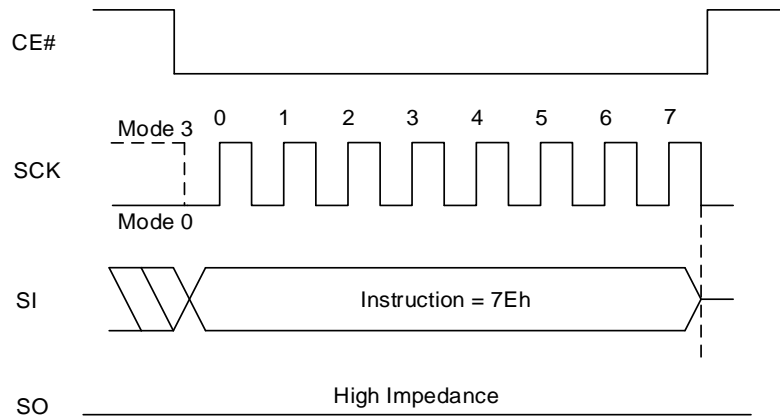 CE#
Mode 3
0 1 2 3 4 5 6 7
SCK
Mode 0
SI
Instruction = 7Eh
SO
High Impedance